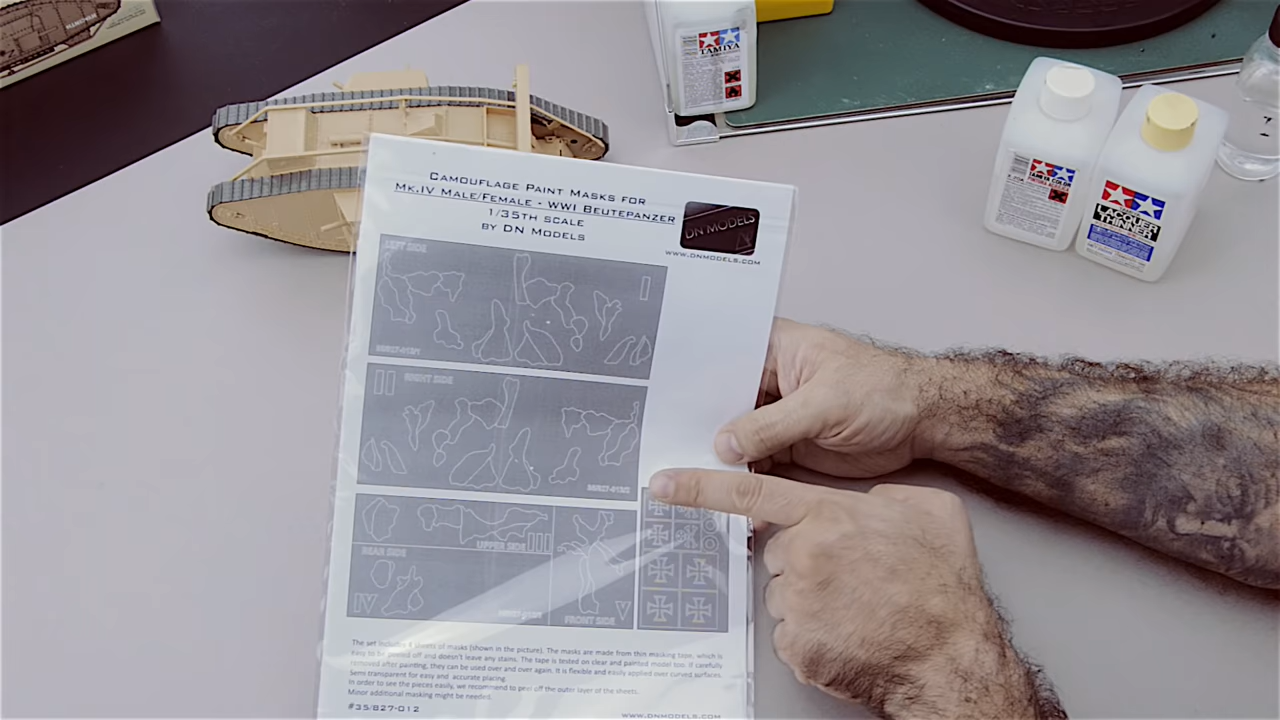 TAMIYA
TAMIYA COLOR
LACQUER
THINNER
CAMOUFLAGE PAINT MASKS FOR
MK.IV MALE/FEMALE - WWI BEUTEPANZER
1/35TH SCALE
BY DN MODELS
DN MODELS
WWW.DNMODELS.COM
LEFT SIDE
I
II
RIGHT SIDE
UPPER SIDE
III
REAR SIDE
IV
FRONT SIDE
V
The set includes 4 sheets of masks (shown in the picture). The masks are made from thin masking tape, which is
easy to be peeled off and doesn't leave any stains. The tape is tested on clear and painted model too. If carefully
removed after painting, they can be used over and over again. It is flexible and easily applied over curved surfaces.
Semi transparent for easy and accurate placing.
In order to see the pieces easily, we recommend to peel off the outer layer of the sheets.
Minor additional masking might be needed.
#35/827-012
WWW.DNMODELS.COM